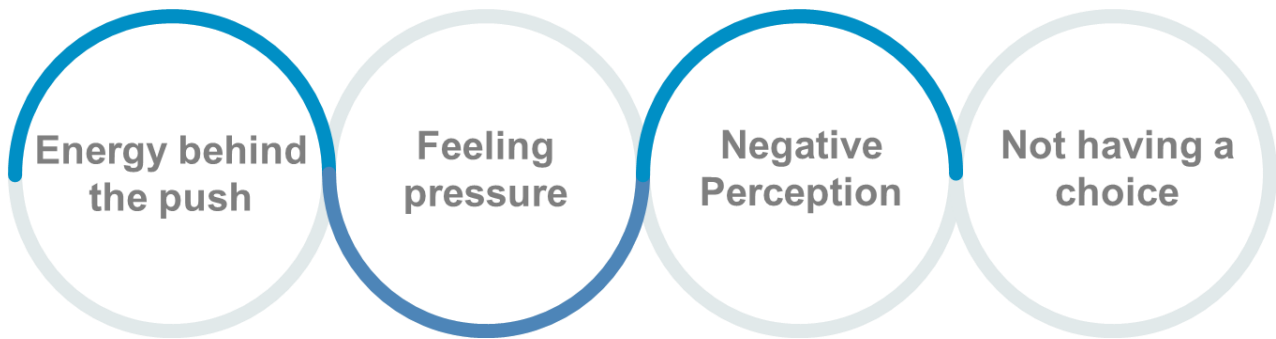 Energy behind
the push
Feeling
pressure
Negative
Perception
Not having a
choice